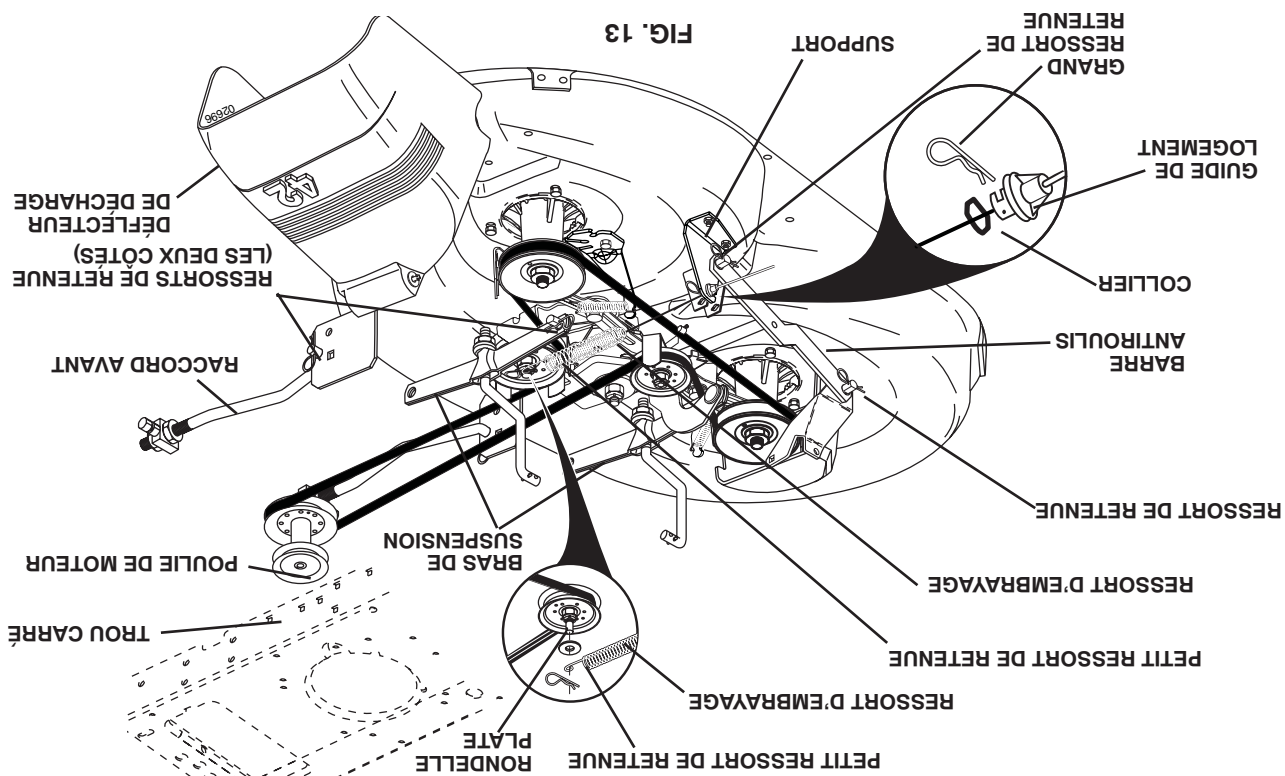 PETIT RESSORT DE RETENUE
RONDELLE
PLATE
RESSORT D'EMBRAYAGE
PETIT RESSORT DE RETENUE
TROU CARRÉ
RESSORT D'EMBRAYAGE
POULIE DE MOTEUR
BRAS DE
SUSPENSION
RESSORT DE RETENUE
BARRE
ANTIROULIS
RACCORD AVANT
COLLIER
RESSORTS DE RETENUE
(LES DEUX CÔTÉS)
DÉFLECTEUR
DE DÉCHARGE
42
GUIDE DE
LOGEMENT
02696
GRAND
RESSORT DE
RETENUE
SUPPORT
FIG. 13